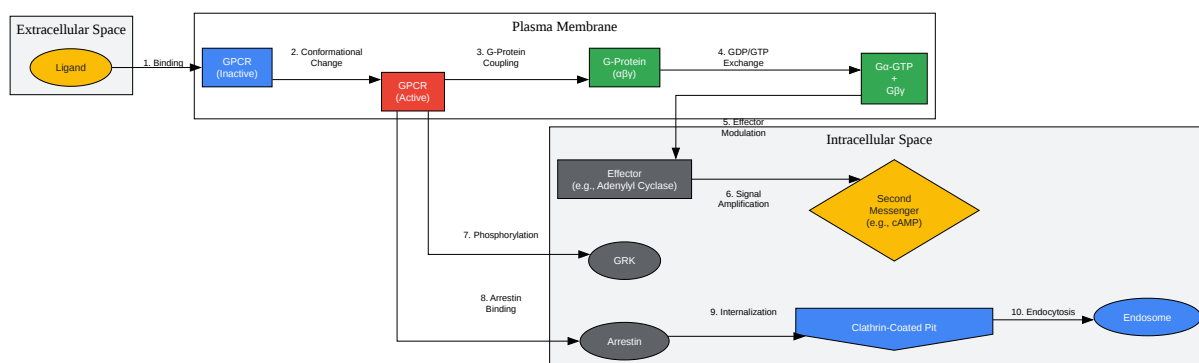 Extracellular Space
Ligand
1. Binding
Plasma Membrane
GPCR
(Inactive)
2. Conformational
Change
GPCR
(Active)
3. G-Protein
Coupling
G-Protein
(αβγ)
4. GDP/GTP
Exchange
Gα-GTP
+
Gβγ
5. Effector
Modulation
Intracellular Space
Effector
(e.g., Adenylyl Cyclase)
6. Signal
Amplification
Second
Messenger
(e.g., cAMP)
7. Phosphorylation
GRK
8. Arrestin
Binding
Arrestin
9. Internalization
Clathrin-Coated Pit
10. Endocytosis
Endosome